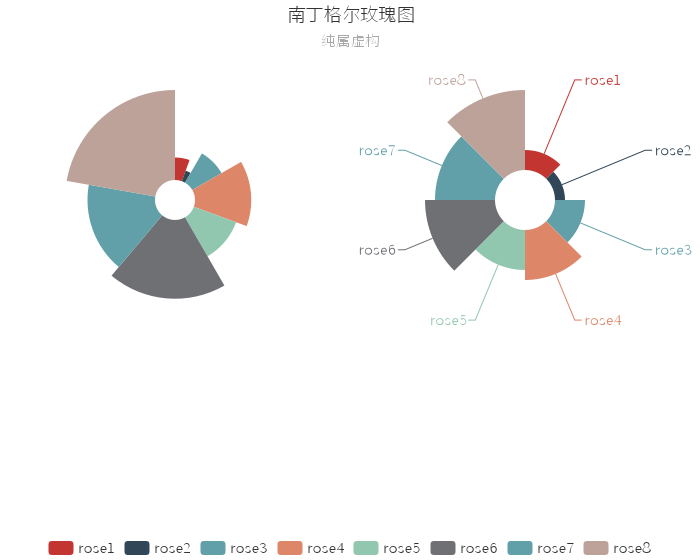 南丁格尔玫瑰图
纯属虚构
rose8
rose1
rose7
rose2
rose6
rose3
rose5
rose4
rose1 rose2 rose3 rose4 rose5 rose6 rose7 rose8